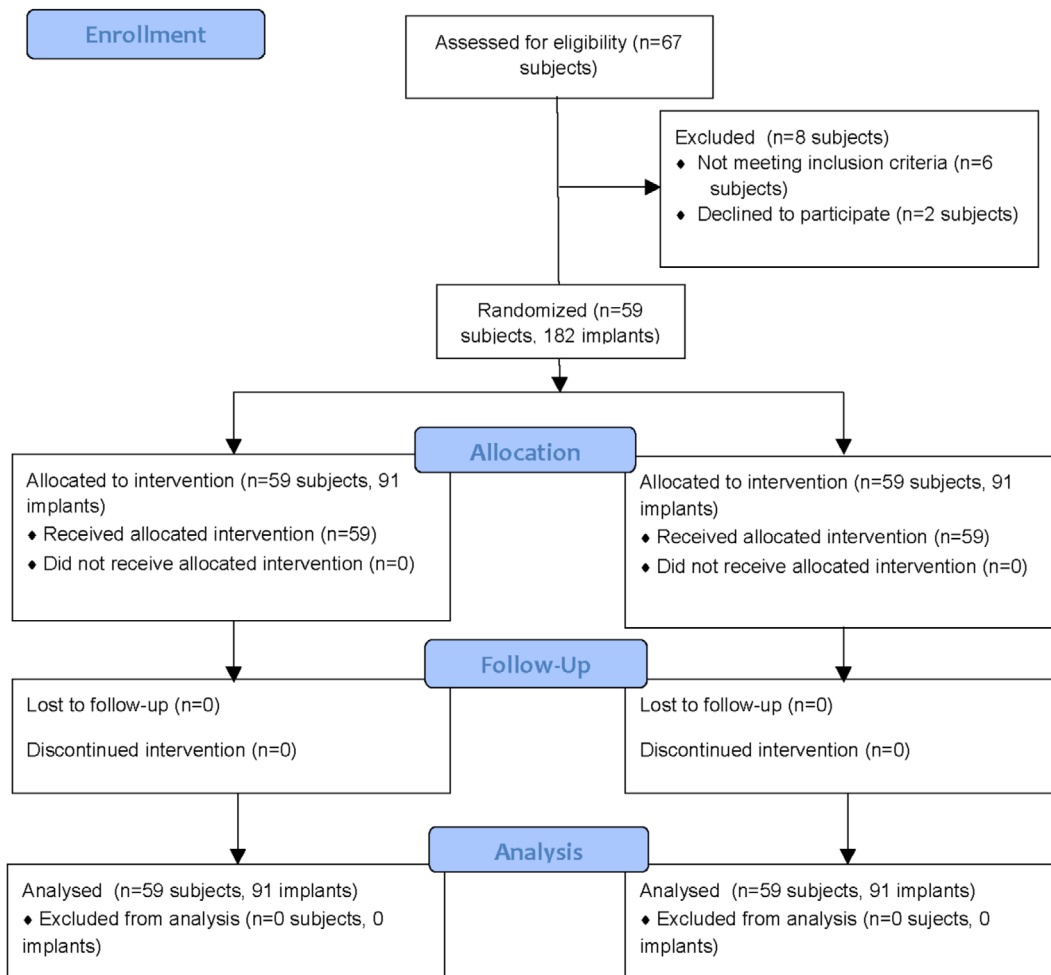 Enrollment
Assessed for eligibility (n=67
subjects)
Excluded (n=8 subjects)
♦ Not meeting inclusion criteria (n=6
subjects)
♦ Declined to participate (n=2 subjects)
Randomized (n=59
subjects, 182 implants)
Allocation
Allocated to intervention (n=59 subjects, 91
implants)
♦ Received allocated intervention (n=59)
♦ Did not receive allocated intervention (n=0)
Allocated to intervention (n=59 subjects, 91
implants)
♦ Received allocated intervention (n=59)
♦ Did not receive allocated intervention (n=0)
Follow-Up
Lost to follow-up (n=0)
Discontinued intervention (n=0)
Lost to follow-up (n=0)
Discontinued intervention (n=0)
Analysis
Analysed (n=59 subjects, 91 implants)
♦ Excluded from analysis (n=0 subjects, 0
implants)
Analysed (n=59 subjects, 91 implants)
♦ Excluded from analysis (n=0 sujects, 0
implants)